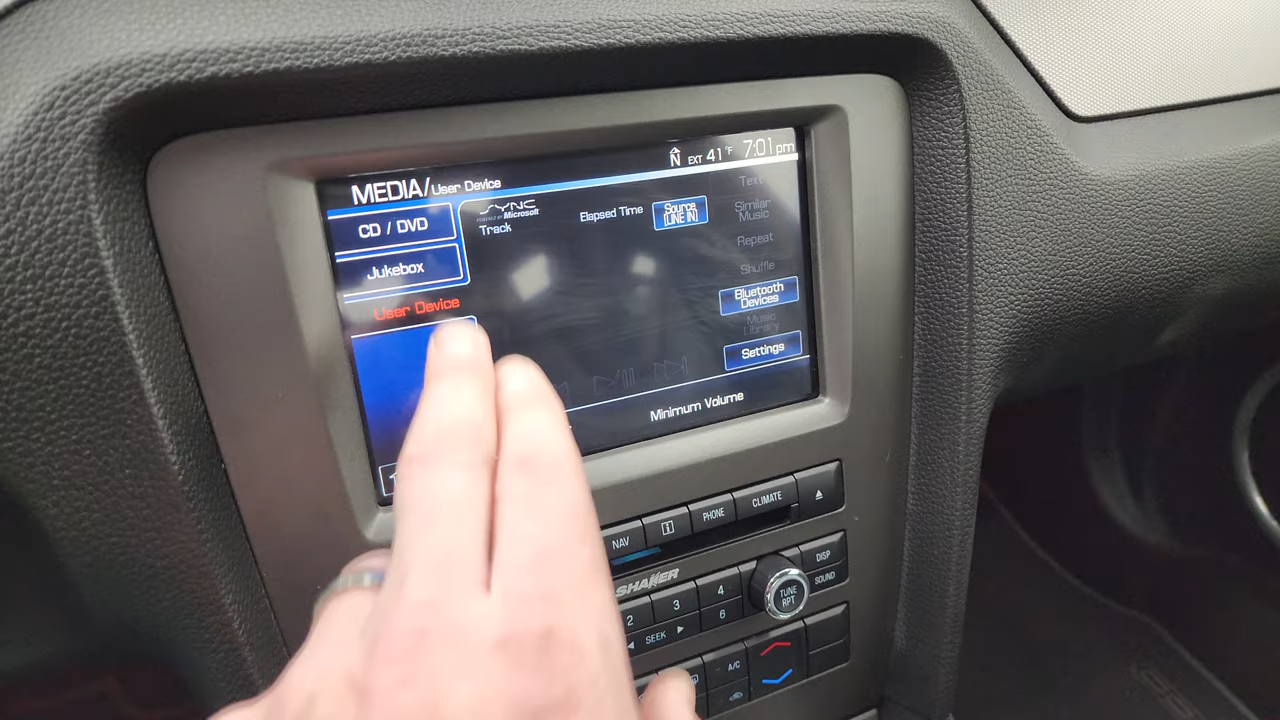 N EXT 41°F 7:01 pm
MEDIA/User Device
CD / DVD
Jukebox
User Device
SYNC
POWERED BY Microsoft
Track
Elapsed Time
Source
(LINE IN)
Text
Similar
Music
Repeat
Shuffle
Bluetooth
Devices
Music
Library
Settings
Minimum Volume
NAV
i
PHONE
CLIMATE
SHAKER
2
3
4
6
SEEK
TUNE
RPT
DISP
SOUND
A/C